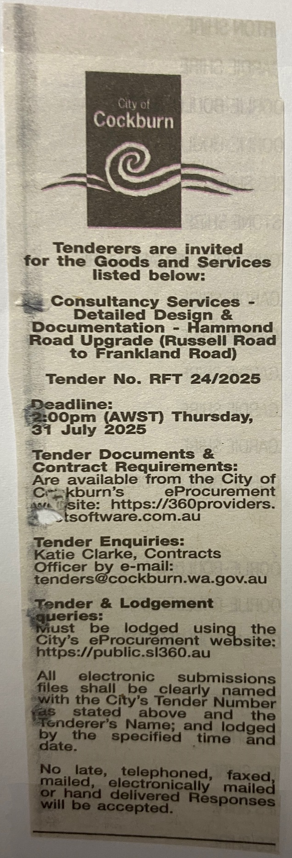 City of
Cockburn
Tenderers are invited
for the Goods and Services
listed below:
Consultancy Services -
Detailed Design &
Documentation - Hammond
Road Upgrade (Russell Road
to Frankland Road)
Tender No. RFT 24/2025
Deadline:
2:00pm (AWST) Thursday,
31 July 2025
Tender Documents &
Contract Requirements:
Are available from the City of
Cockburn's eProcurement
website: https://360providers.
tsoftware.com.au
Tender Enquiries:
Katie Clarke, Contracts
Officer by e-mail:
tenders@cockburn.wa.gov.au
Tender & Lodgement
queries:
Must be lodged using the
City's eProcurement website:
https://public.sl360.au
All electronic submissions
files shall be clearly named
with the City's Tender Number
as stated above and the
Tenderer's Name; and lodged
by the specified time and
date.
No late, telephoned, faxed,
mailed, electronically mailed
or hand delivered Responses
will be accepted.